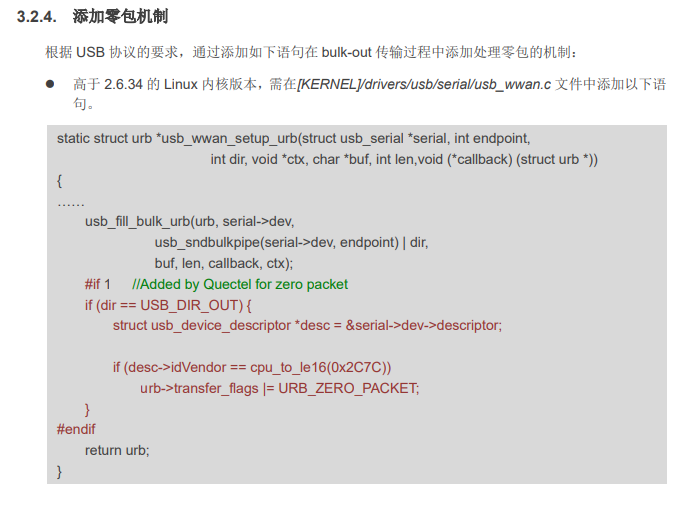 3.2.4. 添加零包机制
根据 USB 协议的要求，通过添加如下语句在 bulk-out 传输过程中添加处理零包的机制：
● 高于 2.6.34 的 Linux 内核版本，需在[KERNEL]/drivers/usb/serial/usb_wwan.c 文件中添加以下语
句。
static struct urb *usb_wwan_setup_urb(struct usb_serial *serial, int endpoint,
int dir, void *ctx, char *buf, int len,void (*callback) (struct urb *))
{
……
usb_fill_bulk_urb(urb, serial->dev,
usb_sndbulkpipe(serial->dev, endpoint) | dir,
buf, len, callback, ctx);
#if 1 //Added by Quectel for zero packet
if (dir == USB_DIR_OUT) {
struct usb_device_descriptor *desc = &serial->dev->descriptor;
if (desc->idVendor == cpu_to_le16(0x2C7C))
urb->transfer_flags |= URB_ZERO_PACKET;
}
#endif
return urb;
}